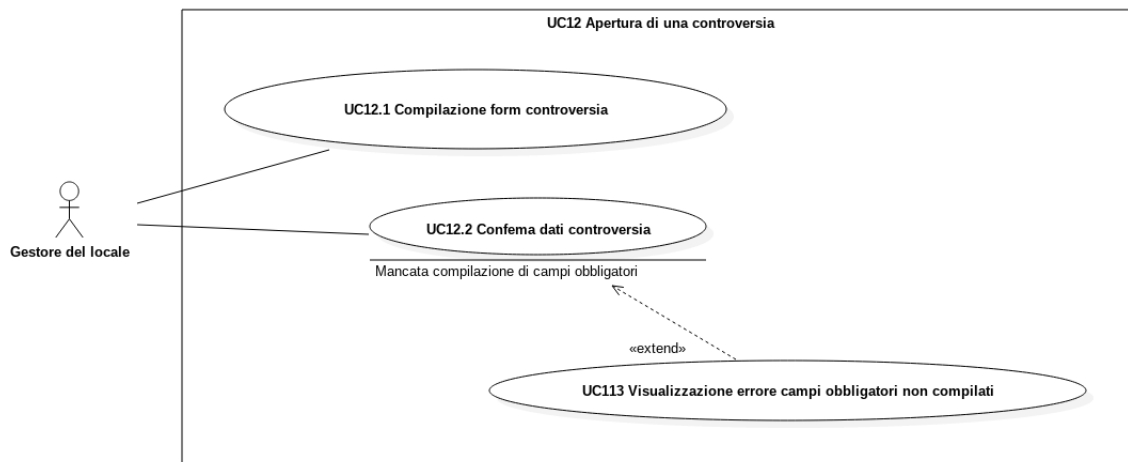 UC12 Apertura di una controversia
UC12.1 Compilazione form controversia
Gestore del locale
UC12.2 Confema dati controversia
Mancata compilazione di campi obbligatori
«extend»
UC113 Visualizzazione errore campi obbligatori non compilati